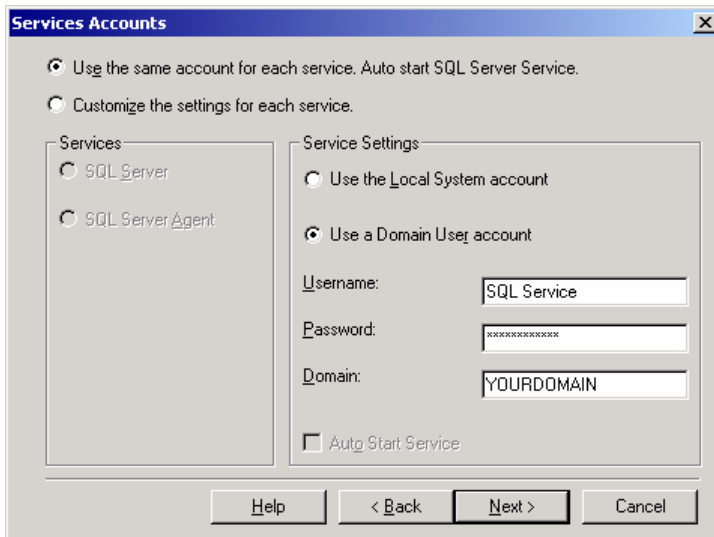 Services Accounts
Use the same account for each service. Auto start SQL Server Service.
Customize the settings for each service.
Services
SQL Server
SQL Server Agent
Service Settings
Use the Local System account
Use a Domain User account
Username:
SQL Service
Password:
************
Domain:
YOURDOMAIN
Auto Start Service
Help
< Back
Next >
Cancel